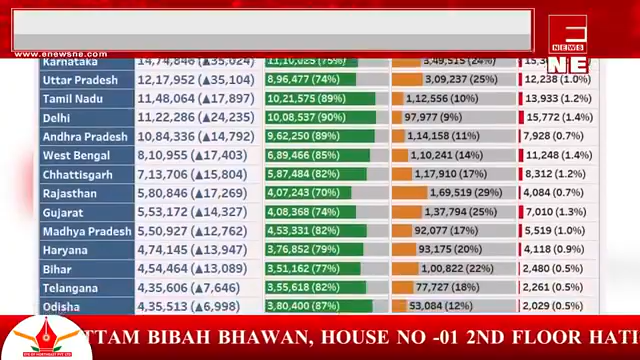 www.enewsne.com
E
NEWS
NE
Karnataka 14,74,846 (▲35,024) 11,10,025 (75%) 3,49,515 (24%)
Uttar Pradesh 12,17,952 (▲35,104) 8,96,477 (74%) 3,09,237 (25%) 12,238 (1.0%)
Tamil Nadu 11,48,064 (▲17,897) 10,21,575 (89%) 1,12,556 (10%) 13,933 (1.2%)
Delhi 11,22,286 (▲24,235) 10,08,537 (90%) 97,977 (9%) 15,772 (1.4%)
Andhra Pradesh 10,84,336 (▲14,792) 9,62,250 (89%) 1,14,158 (11%) 7,928 (0.7%)
West Bengal 8,10,955 (▲17,403) 6,89,466 (85%) 1,10,241 (14%) 11,248 (1.4%)
Chhattisgarh 7,13,706 (▲15,804) 5,87,484 (82%) 1,17,910 (17%) 8,312 (1.2%)
Rajasthan 5,80,846 (▲17,269) 4,07,243 (70%) 1,69,519 (29%) 4,084 (0.7%)
Gujarat 5,53,172 (▲14,327) 4,08,368 (74%) 1,37,794 (25%) 7,010 (1.3%)
Madhya Pradesh 5,50,927 (▲12,762) 4,53,331 (82%) 92,077 (17%) 5,519 (1.0%)
Haryana 4,74,145 (▲13,947) 3,76,852 (79%) 93,175 (20%) 4,118 (0.9%)
Bihar 4,54,464 (▲13,089) 3,51,162 (77%) 1,00,822 (22%) 2,480 (0.5%)
Telangana 4,35,606 (▲7,646) 3,55,618 (82%) 77,727 (18%) 2,261 (0.5%)
Odisha 4,35,513 (▲6,998) 3,80,400 (87%) 53,084 (12%) 2,029 (0.5%)
TTAM BIBAH BHAWAN, HOUSE NO -01 2ND FLOOR HATI